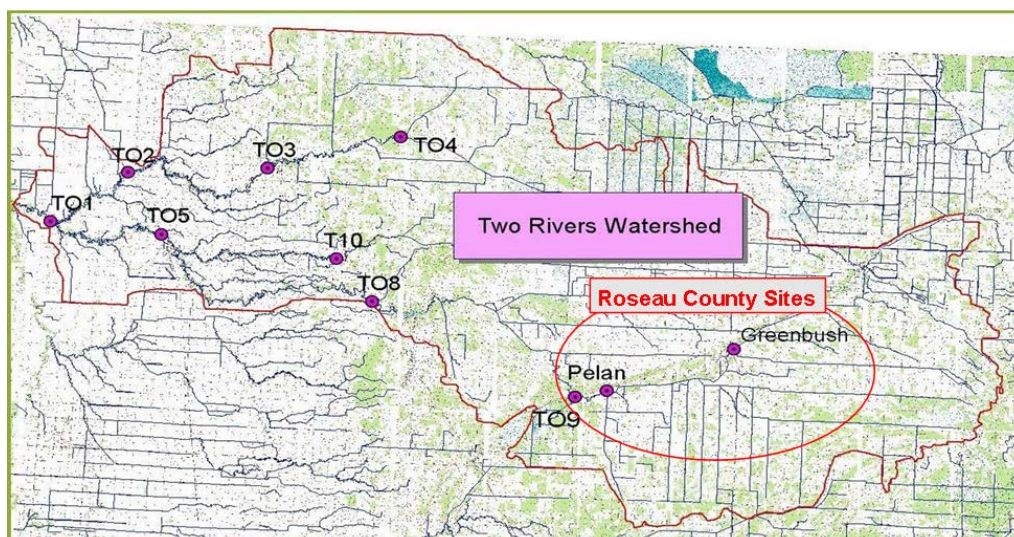 TO2
TO3
TO4
TO1
TO5
Two Rivers Watershed
T10
TO8
Roseau County Sites
Greenbush
Pelan
TO9